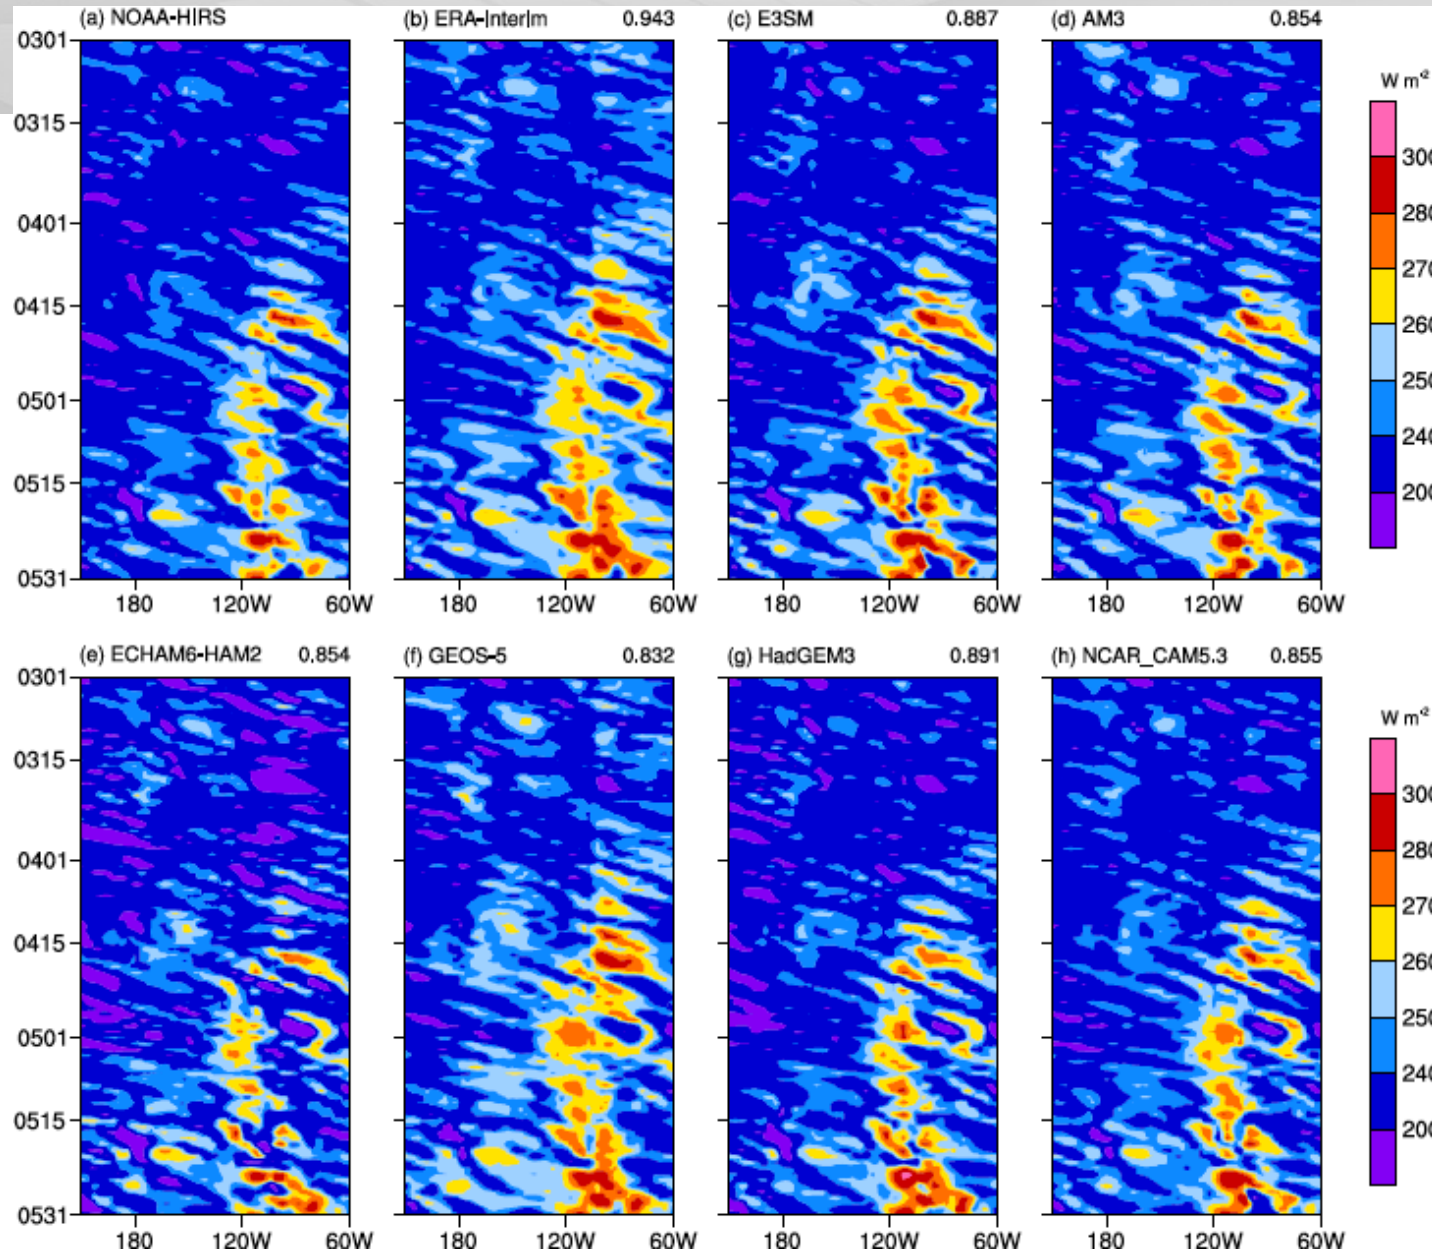 (a) NOAA-HIRS
(b) ERA-Interim 0.943
(c) E3SM 0.887
(d) AM3 0.854
0301
0315
0401
0415
0501
0515
0531
180 120W 60W
180 120W 60W
180 120W 60W
180 120W 60W
W m-2
300
280
270
260
250
240
200
(e) ECHAM6-HAM2 0.854
(f) GEOS-5 0.832
(g) HadGEM3 0.891
(h) NCAR_CAM5.3 0.855
0301
0315
0401
0415
0501
0515
0531
180 120W 60W
180 120W 60W
180 120W 60W
180 120W 60W
W m-2
300
280
270
260
250
240
200